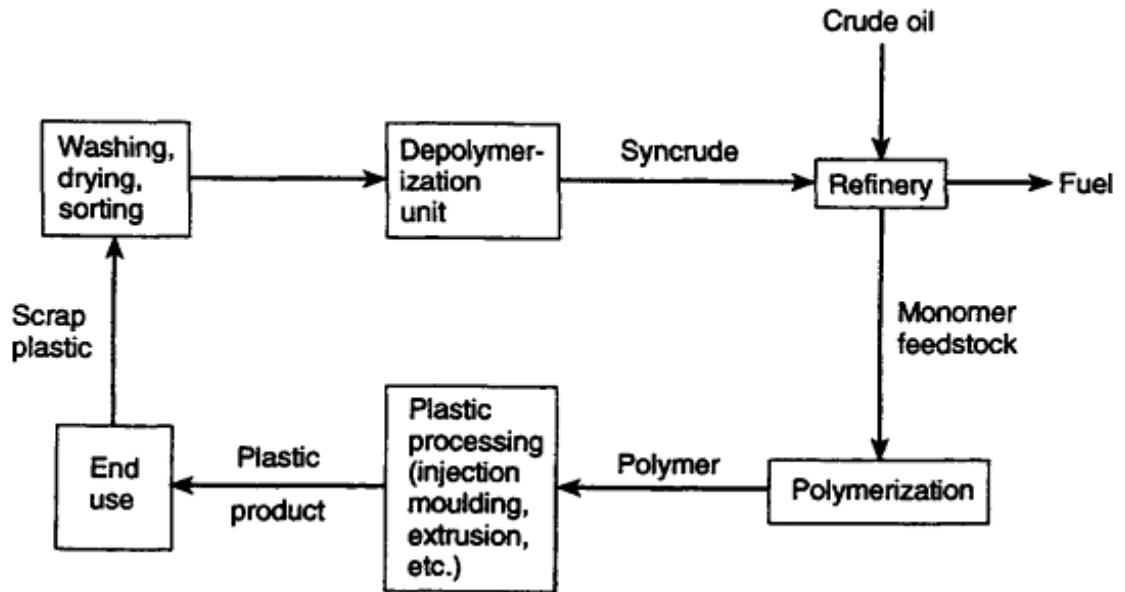 Crude oil
Washing,
drying,
sorting
Depolymer-
ization
unit
Syncrude
Refinery
Fuel
Scrap
plastic
Monomer
feedstock
End
use
Plastic
product
Plastic
processing
(injection
moulding,
extrusion,
etc.)
Polymer
Polymerization